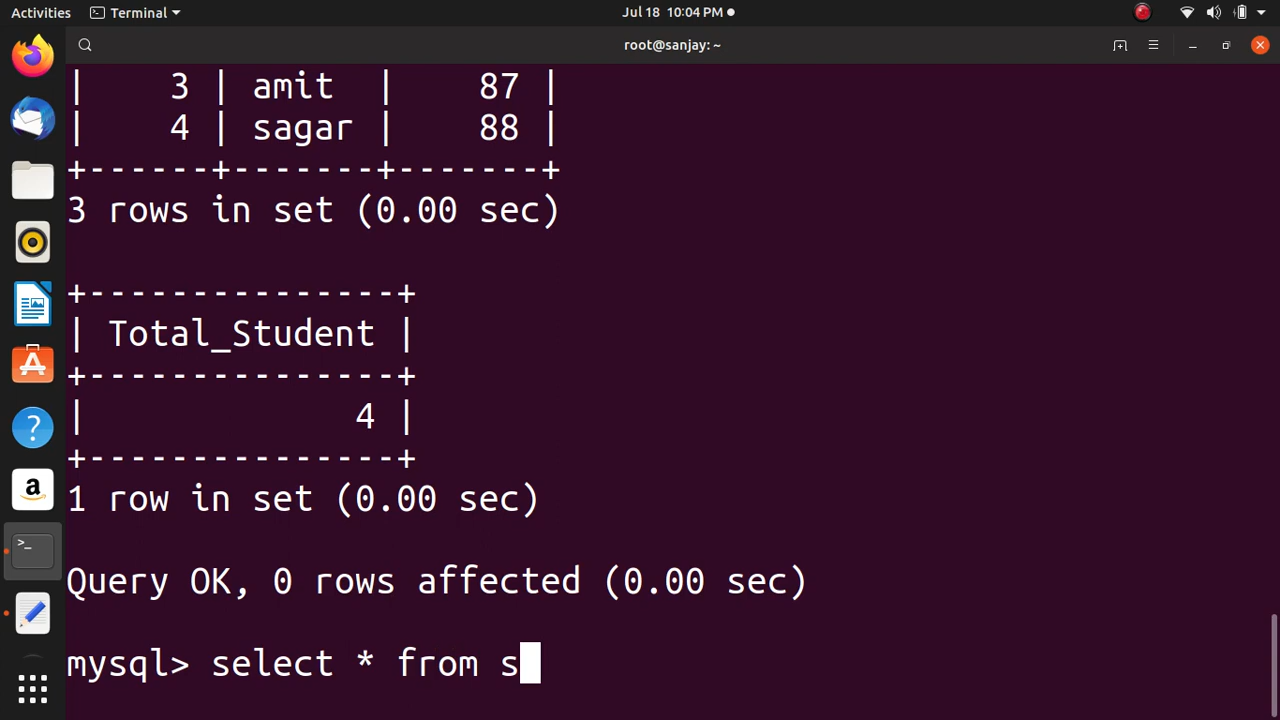 Activities Terminal Jul 18 10:04 PM
root@sanjay: ~
| 3 | amit | 87 |
| 4 | sagar | 88 |
+------+-------+-------+
3 rows in set (0.00 sec)
+---------------+
| Total_Student |
+---------------+
| 4 |
+---------------+
1 row in set (0.00 sec)
Query OK, 0 rows affected (0.00 sec)
mysql> select * from s